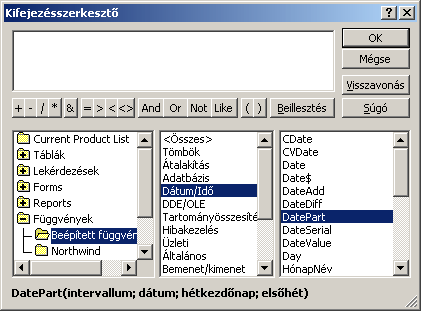 Kifejezésszerkesztő
OK
Mégse
Visszavonás
+ - / * & = > < <> And Or Not Like ( ) Beillesztés Súgó
Current Product List
Táblák
Lekérdezések
Forms
Reports
Függvények
Beépített függvén
Northwind
<Összes>
Tömbök
Átalakítás
Adatbázis
Dátum/Idő
DDE/OLE
Tartományösszesíté
Hibakezelés
Üzleti
Általános
Bemenet/kimenet
CDate
CVDate
Date
Date$
DateAdd
DateDiff
DatePart
DateSerial
DateValue
Day
HónapNév
DatePart(intervallum; dátum; hétkezdőnap; elsőhét)